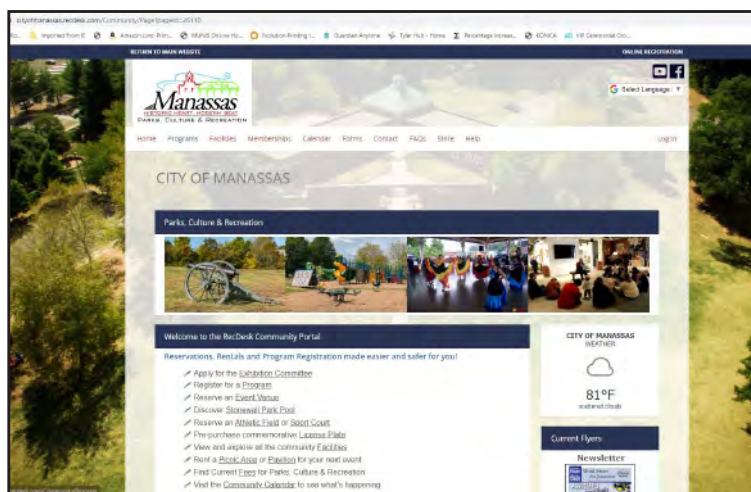 cityofmanassas.recdesk.com/Community/Page?pageId=26110
Imported From IE
Amazon.com: Prim...
MUNIS Online Ho...
Evolution Printing I...
Guardian Anytime
Tyler Hub - Home
Percentage Increas...
KONICA
VIP Ceremonial Gro...
RETURN TO MAIN WEBSITE
ONLINE REGISTRATION
Manassas
HISTORIC HEART. MODERN BEAT.
PARKS, CULTURE & RECREATION
Select Language
Home Programs Facilities Memberships Calendar Forms Contact FAQs Store Help Log In
CITY OF MANASSAS
Parks, Culture & Recreation
Welcome to the RecDesk Community Portal
Reservations, Rentals and Program Registration made easier and safer for you!
Apply for the Exhibition Committee
Register for a Program
Reserve an Event Venue
Discover Stonewall Park Pool
Reserve an Athletic Field or Sport Court
Pre-purchase commemorative License Plate
View and explore all the community Facilities
Rent a Picnic Area or Pavilion for your next event
Find Current Fees for Parks, Culture & Recreation
Visit the Community Calendar to see what's happening
CITY OF MANASSAS
WEATHER
81°F
scattered clouds
Current Flyers
Newsletter